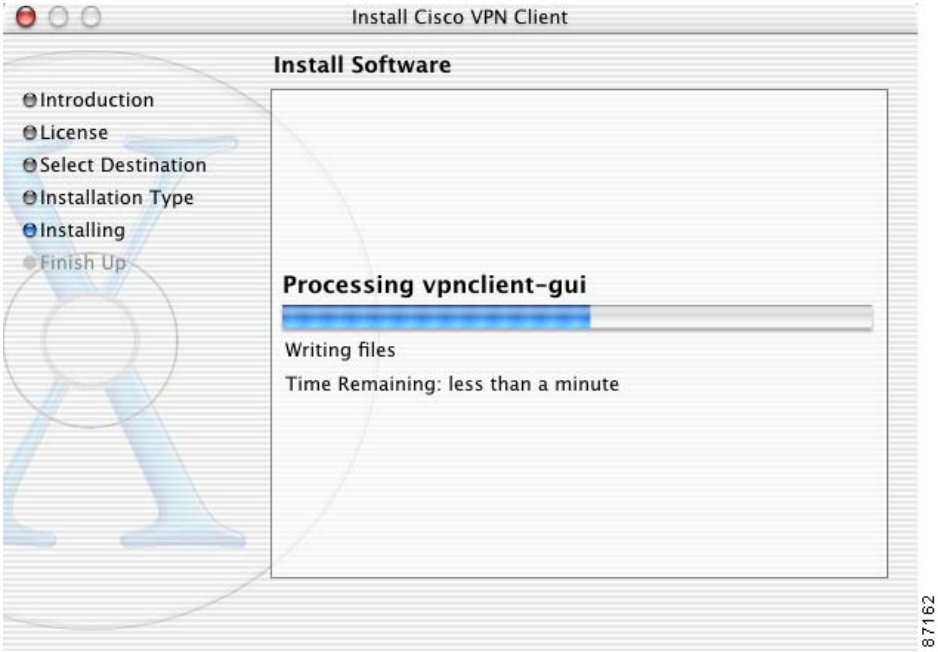 Install Cisco VPN Client
Install Software
Introduction
License
Select Destination
Installation Type
Installing
Finish Up
Processing vpnclient-gui
Writing files
Time Remaining: less than a minute
87162